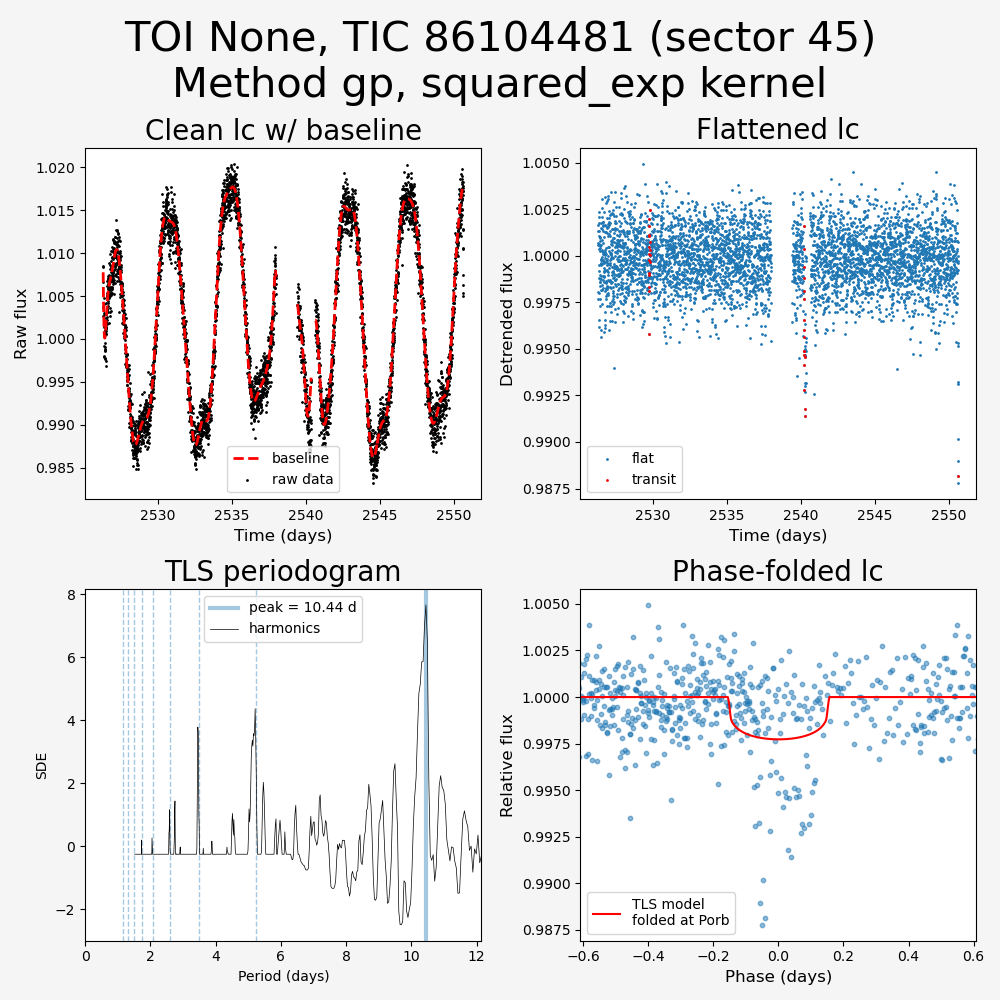 TOI None, TIC 86104481 (sector 45)
Method gp, squared_exp kernel
Clean lc w/ baseline
Flattened lc
1.020
1.015
1.010
1.005
1.000
0.995
0.990
0.985
Raw flux
baseline
raw data
2530
2535
2540
2545
2550
Time (days)
1.0050
1.0025
1.0000
0.9975
0.9950
0.9925
0.9900
0.9875
Detrended flux
flat
transit
2530
2535
2540
2545
2550
Time (days)
TLS periodogram
Phase-folded lc
8
6
4
2
0
−2
SDE
peak = 10.44 d
harmonics
0
2
4
6
8
10
12
Period (days)
1.0050
1.0025
1.0000
0.9975
0.9950
0.9925
0.9900
0.9875
Relative flux
TLS model
folded at Porb
−0.6
−0.4
−0.2
0.0
0.2
0.4
0.6
Phase (days)